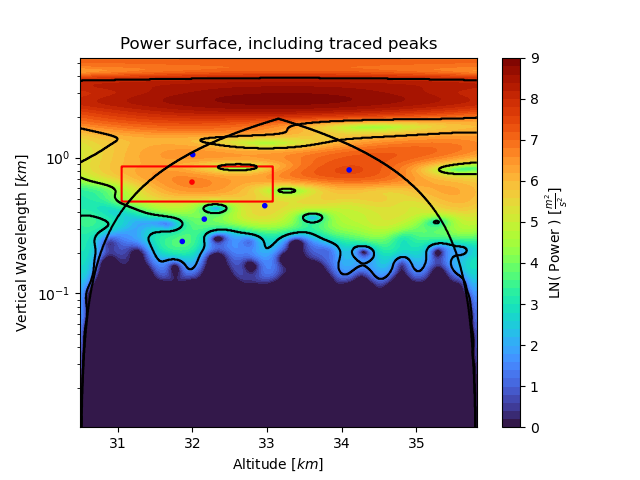 Power surface, including traced peaks
Vertical Wavelength [km]
10⁰
10⁻¹
31 32 33 34 35
Altitude [km]
9
8
7
6
5
4
3
2
1
0
LN( Power ) [m²/s²]